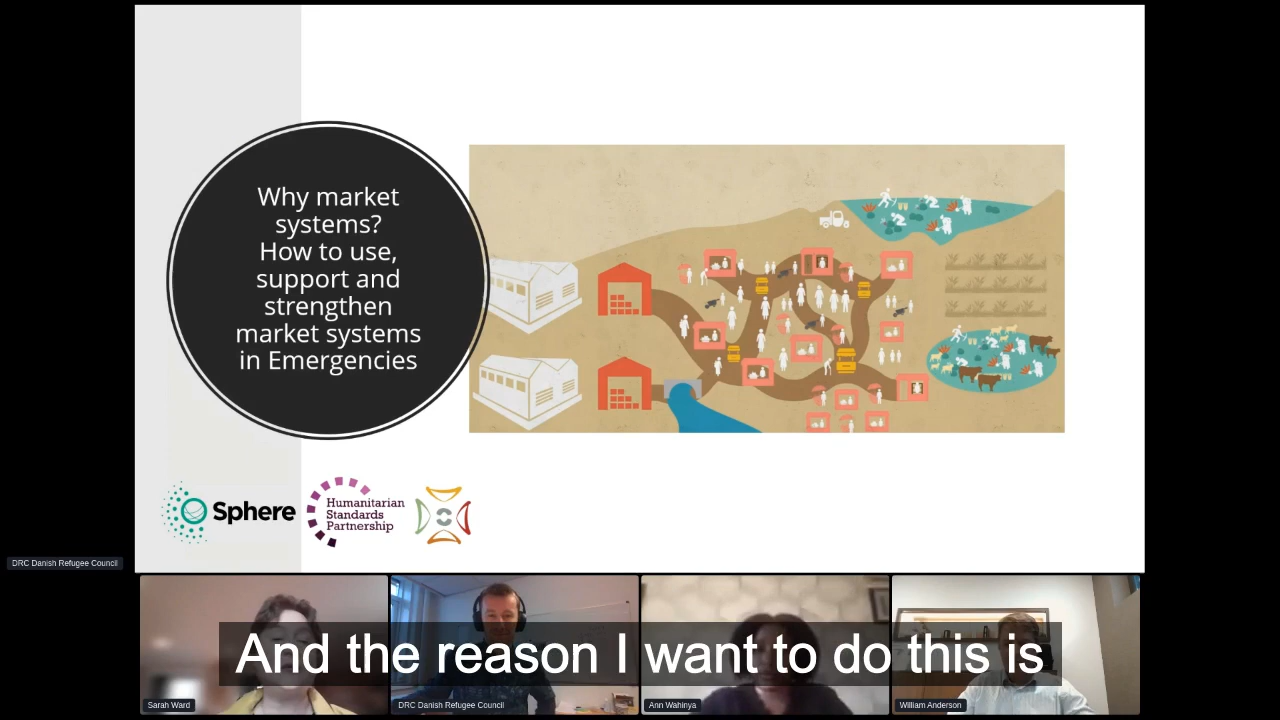 Why market
systems?
How to use,
support and
strengthen
market systems
in Emergencies
Sphere
Humanitarian
Standards
Partnership
DRC Danish Refugee Council
And the reason I want to do this is
Sarah Ward
DRC Danish Refugee Council
Ann Wahinya
William Anderson